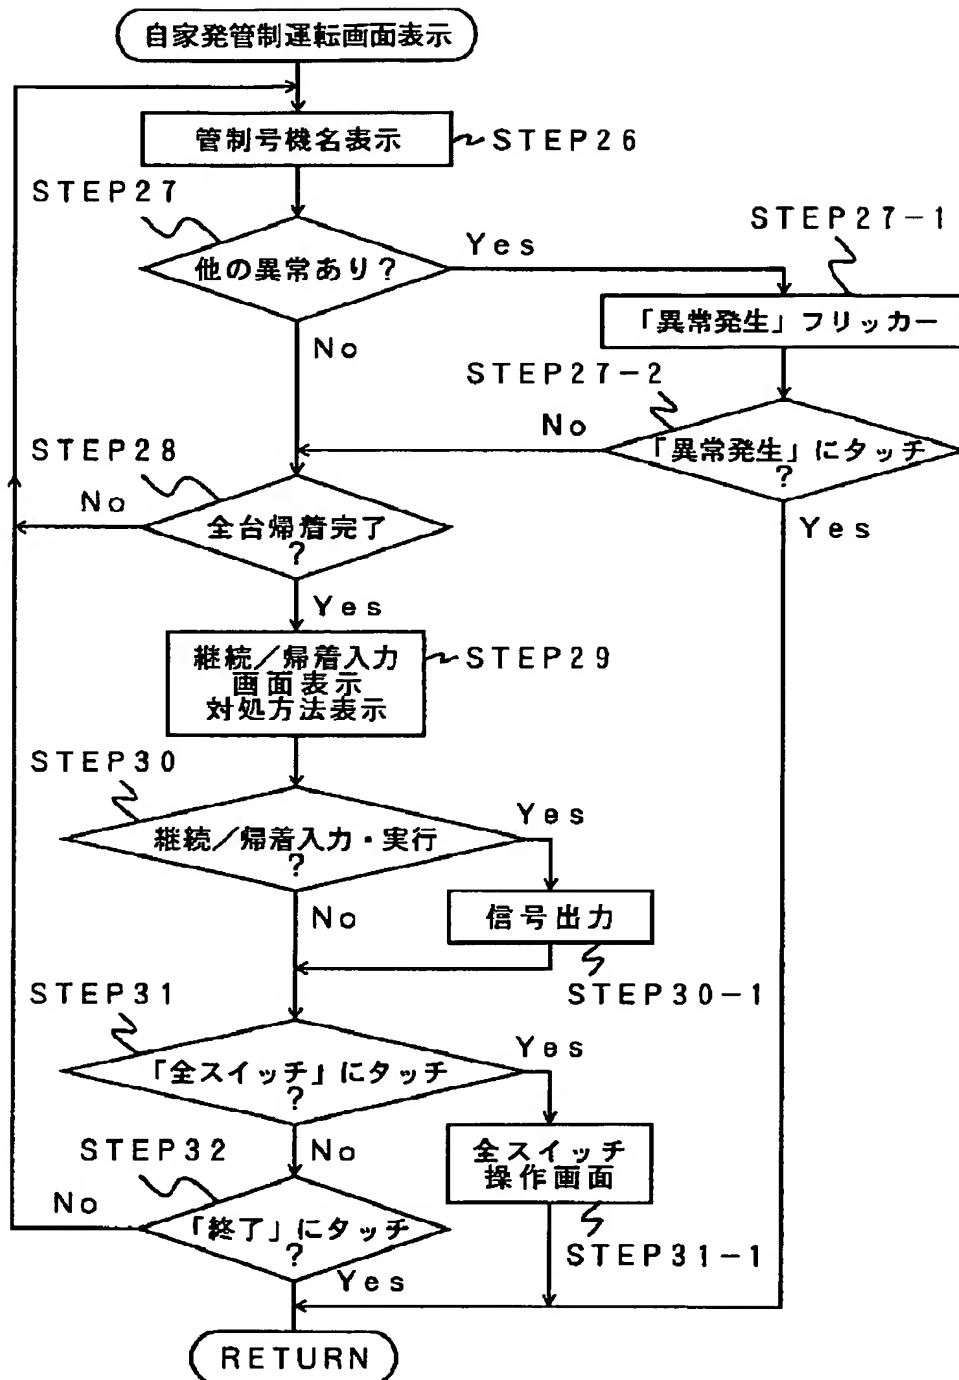 自家発管制運転画面表示
管制号機名表示
STEP26
STEP27
他の異常あり?
Yes
No
STEP27-1
「異常発生」フリッカー
STEP27-2
「異常発生」にタッチ
?
No
Yes
STEP28
全台帰着完了
?
No
Yes
継続/帰着入力
画面表示
対処方法表示
STEP29
STEP30
継続/帰着入力・実行
?
Yes
No
信号出力
STEP30-1
STEP31
「全スイッチ」にタッチ
?
Yes
No
全スイッチ
操作画面
STEP31-1
STEP32
「終了」にタッチ
?
No
Yes
RETURN